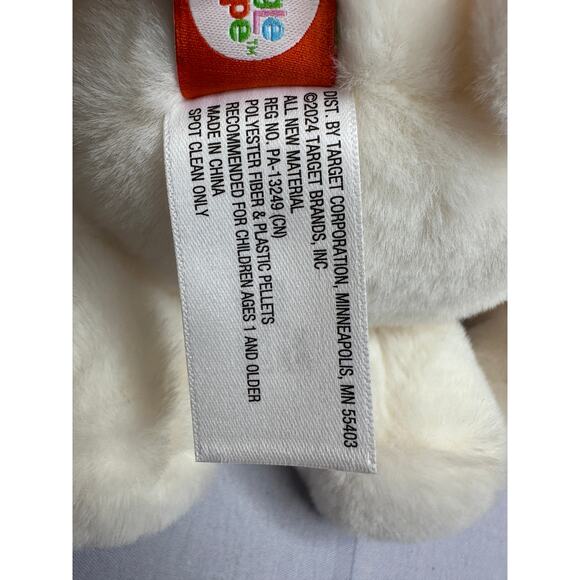 DIST. BY TARGET CORPORATION, MINNEAPOLIS, MN 55403
©2024 TARGET BRANDS, INC
ALL NEW MATERIAL
REG NO. PA-13249 (CN)
POLYESTER FIBER & PLASTIC PELLETS
RECOMMENDED FOR CHILDREN AGES 1 AND OLDER
MADE IN CHINA
SPOT CLEAN ONLY